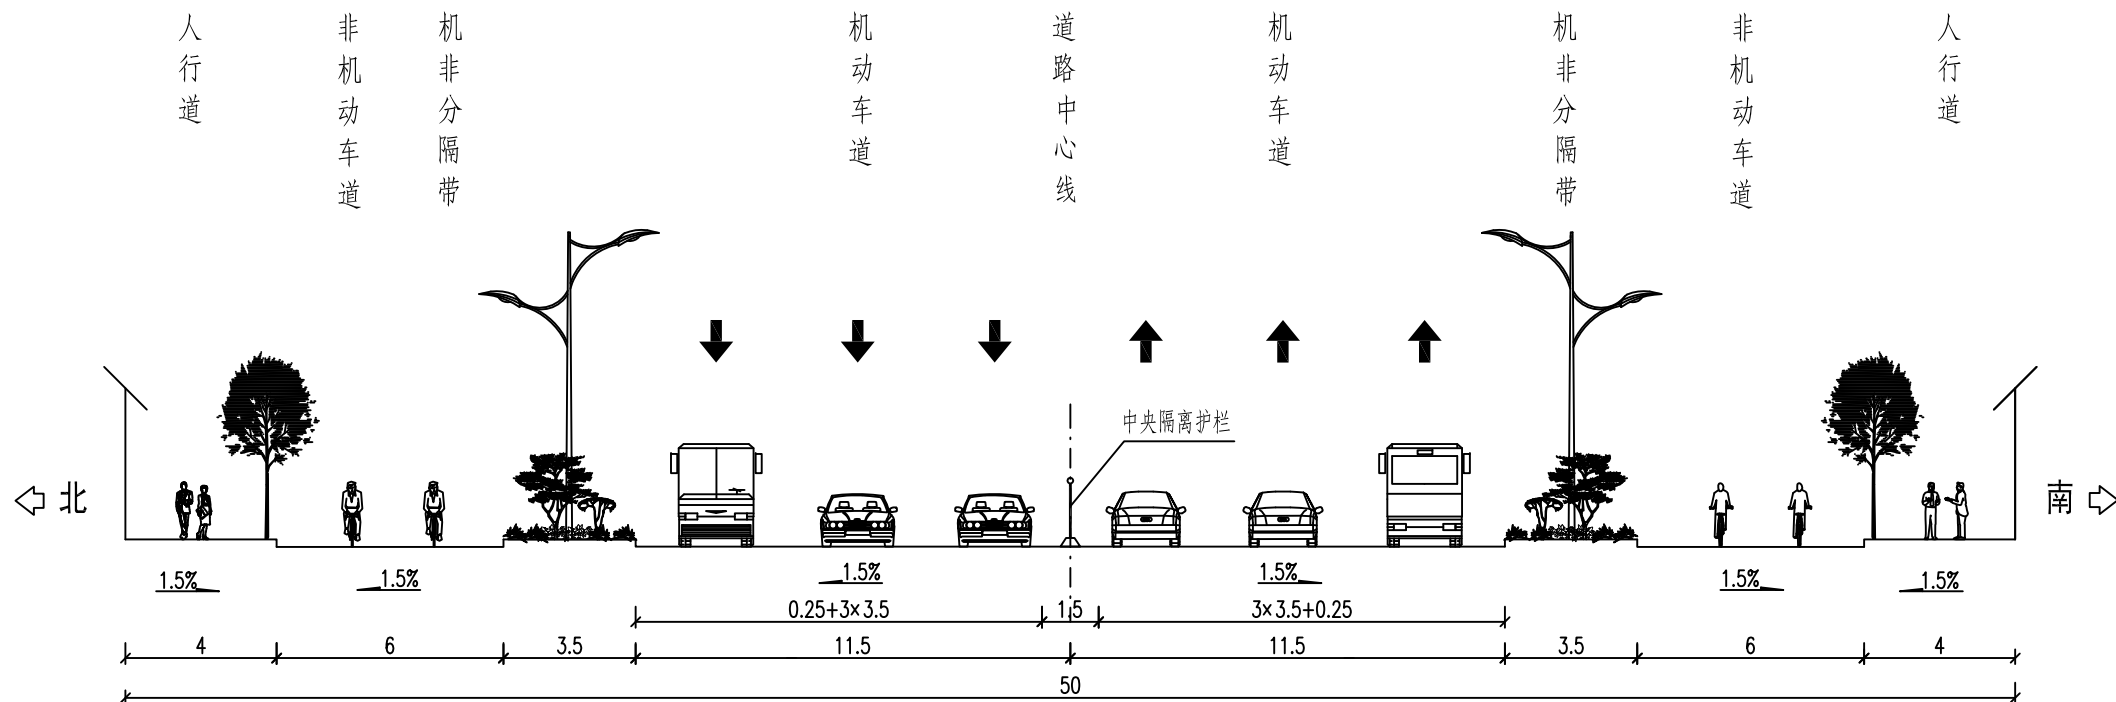 人行道
非机动车道
机非分隔带
机动车道
道路中心线
机动车道
机非分隔带
非机动车道
人行道
中央隔离护栏
北
南
1.5%
1.5%
1.5%
1.5%
1.5%
1.5%
0.25+3×3.5
1.5
3×3.5+0.25
4
6
3.5
11.5
11.5
3.5
6
4
50